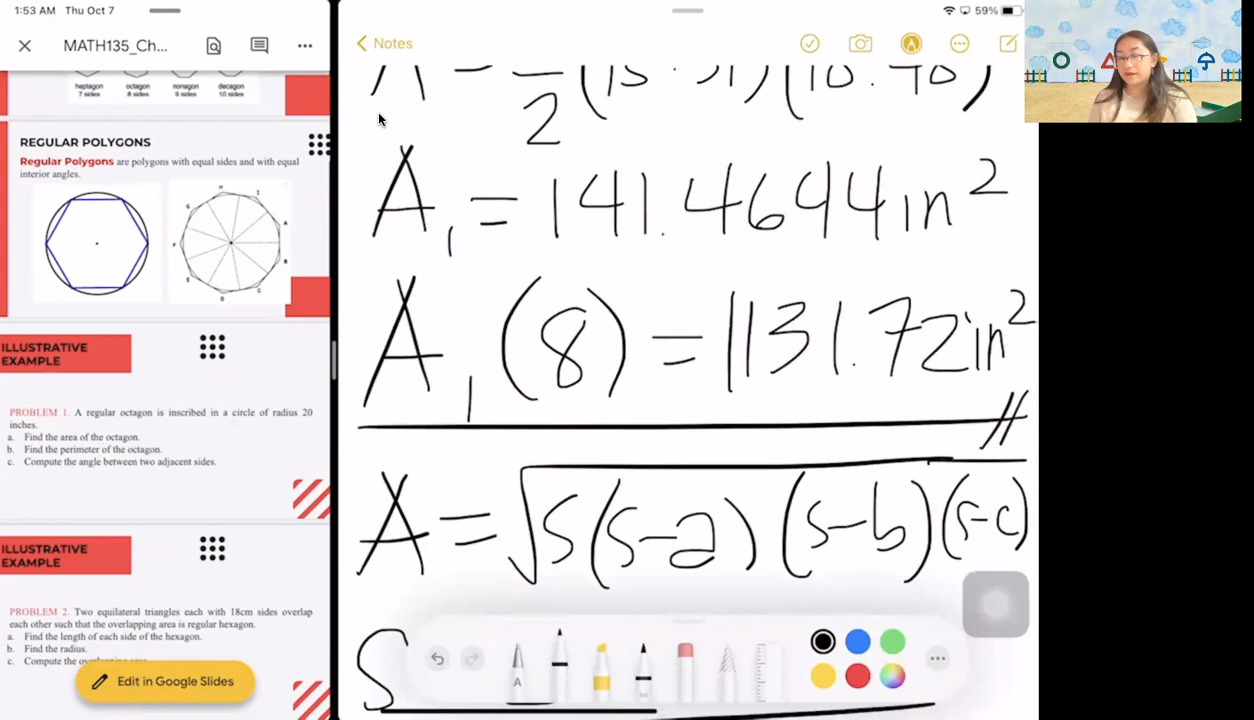 1:53 AM Thu Oct 7
59%
MATH135_Ch...
heptagon octagon nonagon decagon
7 sides 8 sides 9 sides 10 sides
REGULAR POLYGONS
Regular Polygons are polygons with equal sides and with equal
interior angles.
ILLUSTRATIVE
EXAMPLE
PROBLEM 1. A regular octagon is inscribed in a circle of radius 20
inches.
a. Find the area of the octagon.
b. Find the perimeter of the octagon.
c. Compute the angle between two adjacent sides.
ILLUSTRATIVE
EXAMPLE
PROBLEM 2. Two equilateral triangles each with 18cm sides overlap
each other such that the overlapping area is regular hexagon.
a. Find the length of each side of the hexagon.
b. Find the radius.
c. Compute the
Edit in Google Slides
Notes
A₁ = 141.4644in²
A₁(8) = 1131.72in²
A = √s(s-a)(s-b)(s-c)
S
A